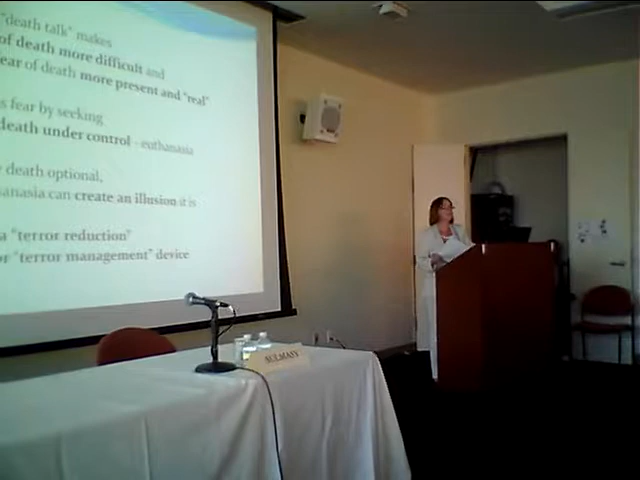 "death talk" makes
of death more difficult and
ear of death more present and "real"
s fear by seeking
death under control - euthanasia
death optional,
anasia can create an illusion it is
a "terror reduction"
or "terror management" device
SULMASY